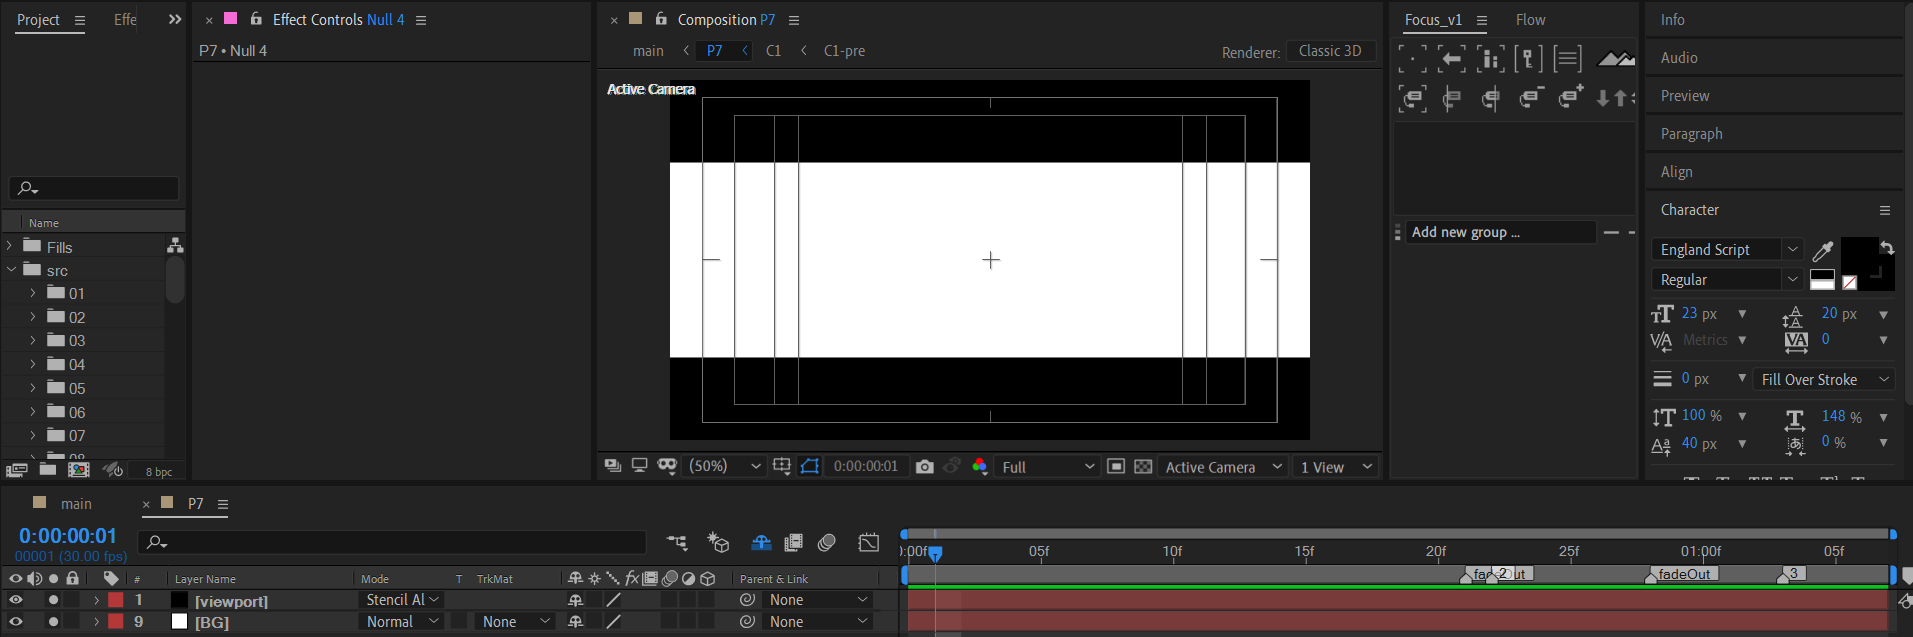 Project Effe
Effect Controls Null 4
P7 • Null 4
Composition P7
main P7 C1 C1-pre
Renderer: Classic 3D
Active Camera
Focus_v1 Flow
Add new group ...
Info
Audio
Preview
Paragraph
Align
Character
England Script
Regular
23 px 20 px
Metrics 0
0 px Fill Over Stroke
100 % 148 %
40 px 0 %
Name
Fills
src
01
02
03
04
05
06
07
08
8 bpc
(50%) 0:00:00:01 Full Active Camera 1 View
main P7
0:00:00:01
00001 (30.00 fps)
:00f 05f 10f 15f 20f 25f 01:00f 05f
# Layer Name Mode T TrkMat fx Parent & Link
fadeOut 2 fadeOut 3
1 [viewport] Stencil Al None
9 [BG] Normal None None